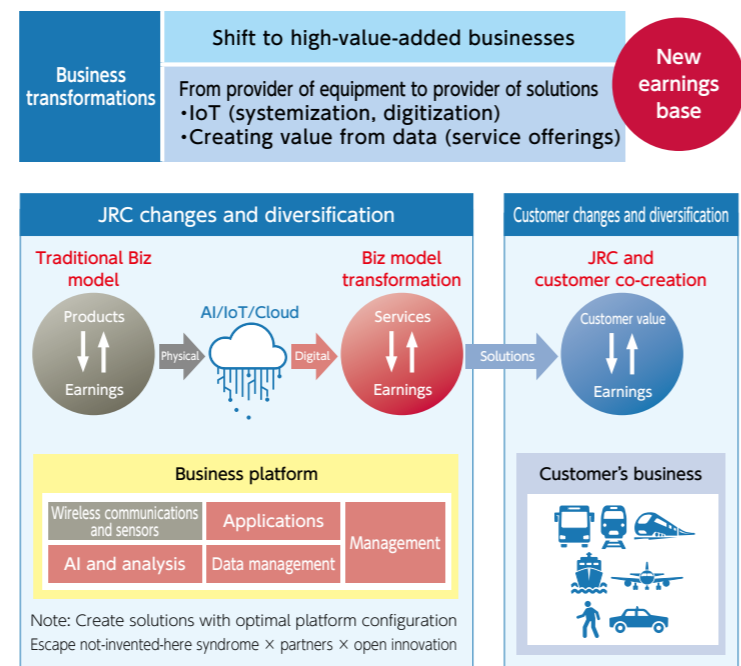 Business
transformations
Shift to high-value-added businesses
From provider of equipment to provider of solutions
•IoT (systemization, digitization)
•Creating value from data (service offerings)
New
earnings
base
JRC changes and diversification
Traditional Biz
model
Products
Earnings
Physical
AI/IoT/Cloud
Digital
Biz model
transformation
Services
Earnings
Solutions
Business platform
Wireless communications
and sensors
Applications
AI and analysis
Data management
Management
Note: Create solutions with optimal platform configuration
Escape not-invented-here syndrome × partners × open innovation
Customer changes and diversification
JRC and
customer co-creation
Customer value
Earnings
Customer's business